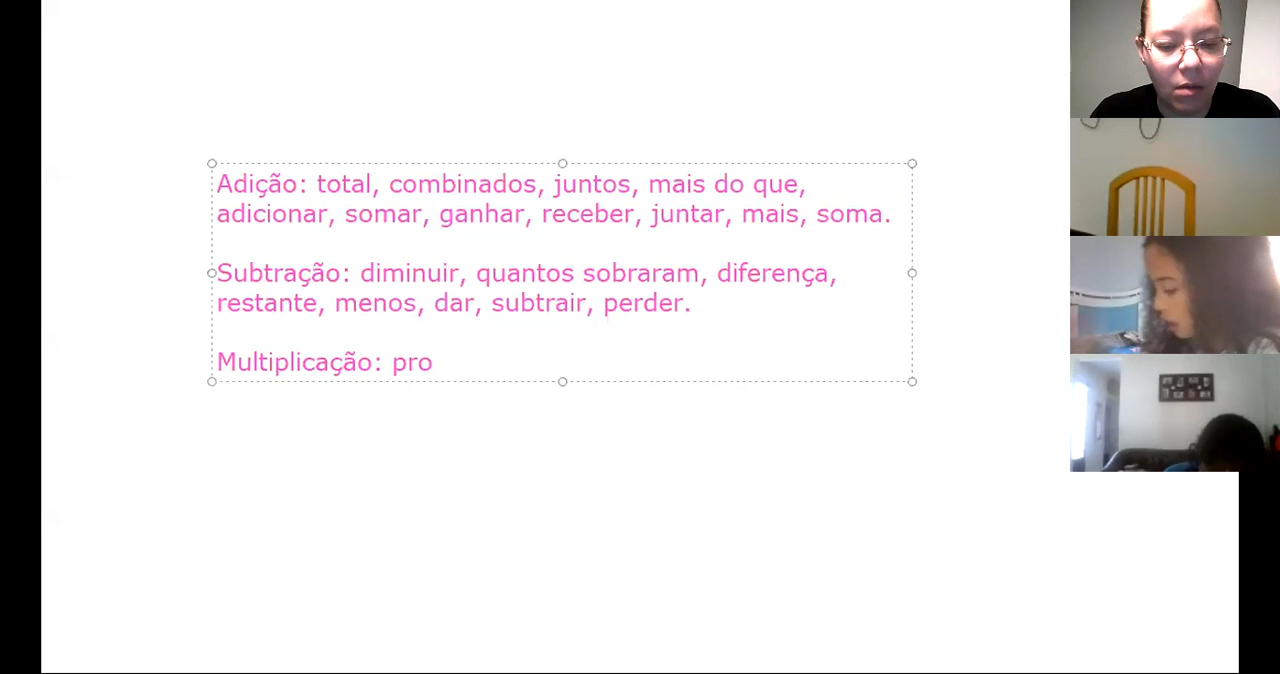 Adição: total, combinados, juntos, mais do que,
adicionar, somar, ganhar, receber, juntar, mais, soma.
Subtração: diminuir, quantos sobraram, diferença,
restante, menos, dar, subtrair, perder.
Multiplicação: pro